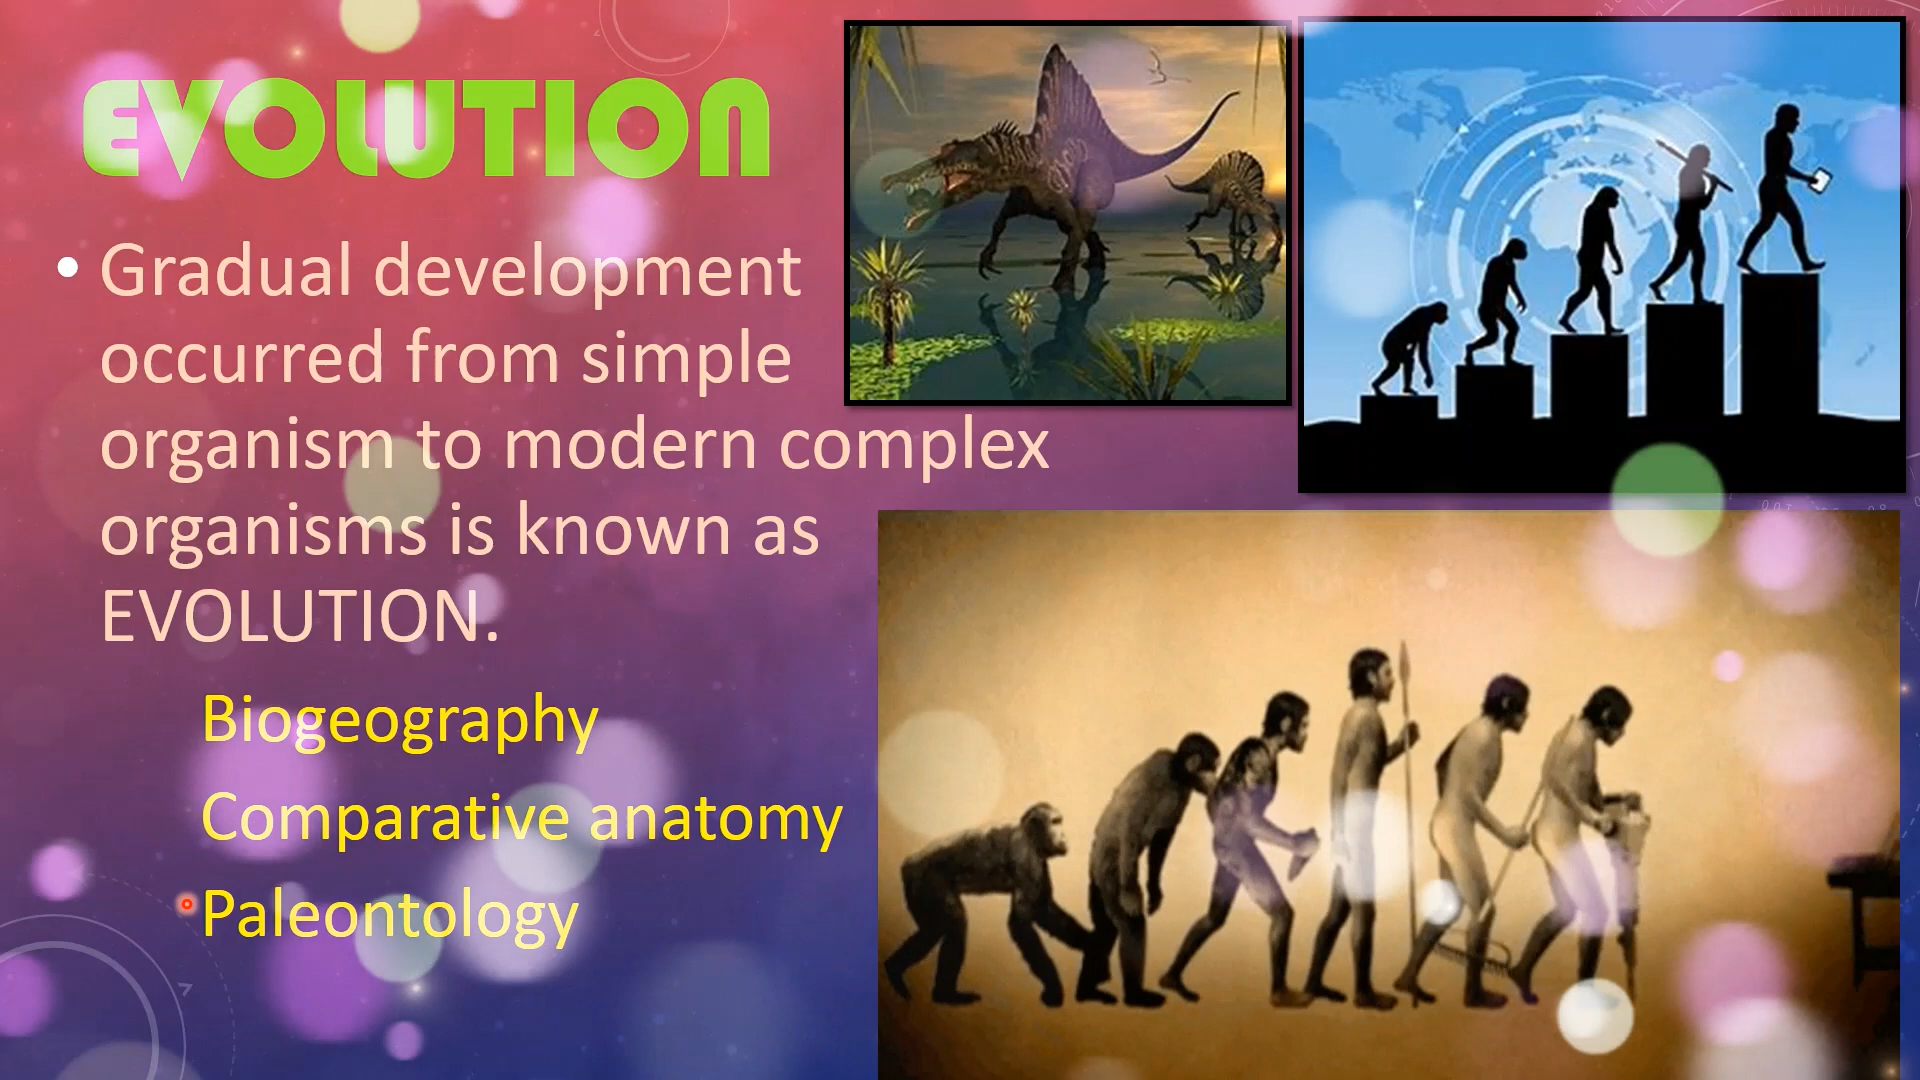 EVOLUTION
• Gradual development
occurred from simple
organism to modern complex
organisms is known as
EVOLUTION.
Biogeography
Comparative anatomy
Paleontology